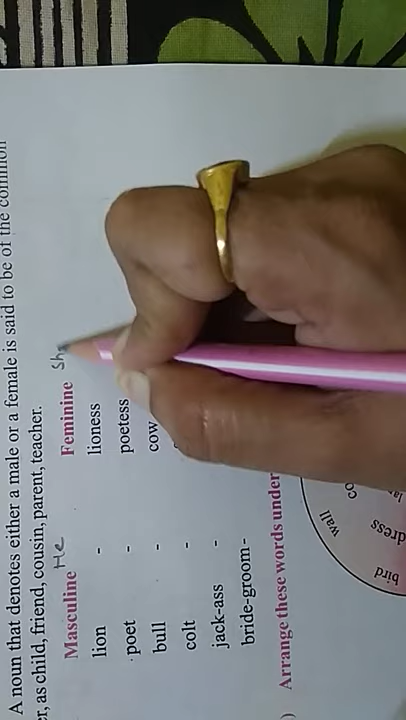 A noun that denotes either a male or a female is said to be of the common
er, as child, friend, cousin, parent, teacher.
Masculine He Feminine Sh
lion - lioness
poet - poetess
bull - cow
colt -
jack-ass -
bride-groom -
) Arrange these words under
wall
dress
bird